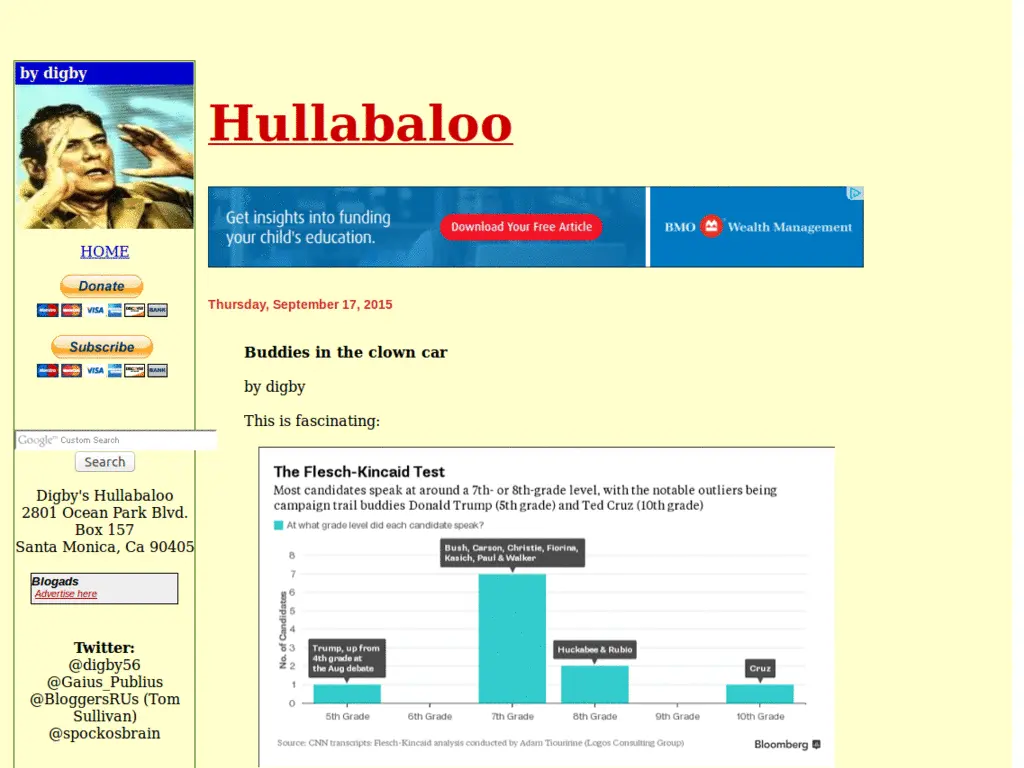 by digby
HOME
Donate
VISA
BANK
Subscribe
VISA
BANK
Google™ Custom Search
Search
Digby's Hullabaloo
2801 Ocean Park Blvd.
Box 157
Santa Monica, Ca 90405
Blogads
Advertise here
Twitter:
@digby56
@Gaius_Publius
@BloggersRUs (Tom
Sullivan)
@spockosbrain
Hullabaloo
Get insights into funding
your child's education.
Download Your Free Article
BMO Wealth Management
Thursday, September 17, 2015
Buddies in the clown car
by digby
This is fascinating:
The Flesch-Kincaid Test
Most candidates speak at around a 7th- or 8th-grade level, with the notable outliers being
campaign trail buddies Donald Trump (5th grade) and Ted Cruz (10th grade)
At what grade level did each candidate speak?
No. of Candidates
8
7
6
5
4
3
2
1
0
Trump, up from
4th grade at
the Aug debate
Bush, Carson, Christie, Fiorina,
Kasich, Paul & Walker
Huckabee & Rubio
Cruz
5th Grade 6th Grade 7th Grade 8th Grade 9th Grade 10th Grade
Source: CNN transcripts: Flesch-Kincaid analysis conducted by Adam Tiouririne (Logos Consulting Group)
Bloomberg